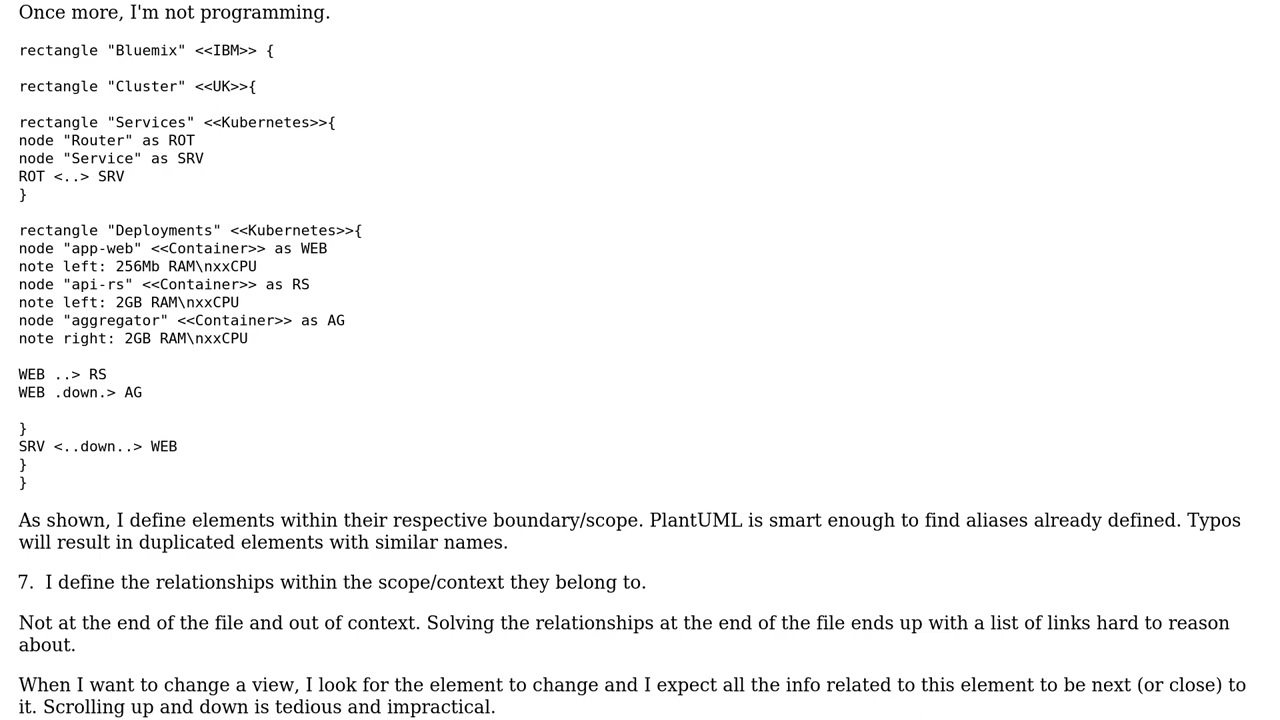 Once more, I'm not programming.
rectangle "Bluemix" <<IBM>> {
rectangle "Cluster" <<UK>>{
rectangle "Services" <<Kubernetes>>{
node "Router" as ROT
node "Service" as SRV
ROT <..> SRV
}
rectangle "Deployments" <<Kubernetes>>{
node "app-web" <<Container>> as WEB
note left: 256Mb RAM\nxxCPU
node "api-rs" <<Container>> as RS
note left: 2GB RAM\nxxCPU
node "aggregator" <<Container>> as AG
note right: 2GB RAM\nxxCPU
WEB ..> RS
WEB .down.> AG
}
SRV <..down..> WEB
}
}
As shown, I define elements within their respective boundary/scope. PlantUML is smart enough to find aliases already defined. Typos
will result in duplicated elements with similar names.
7. I define the relationships within the scope/context they belong to.
Not at the end of the file and out of context. Solving the relationships at the end of the file ends up with a list of links hard to reason
about.
When I want to change a view, I look for the element to change and I expect all the info related to this element to be next (or close) to
it. Scrolling up and down is tedious and impractical.